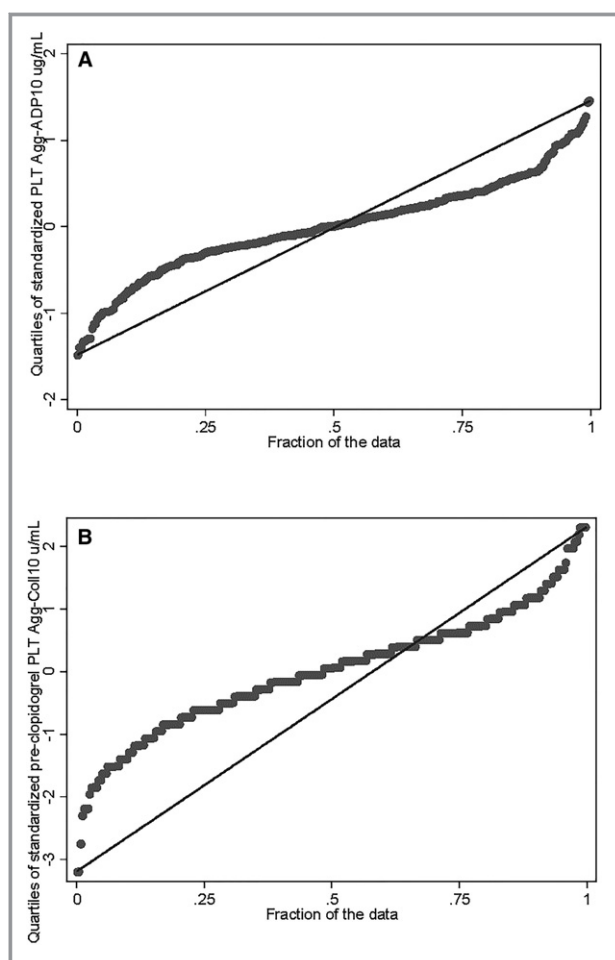 A
Quartiles of standardized PLT Agg-ADP10 ug/mL
2
1
0
-1
-2
0 .25 .5 .75 1
Fraction of the data
B
Quartiles of standardized pre-clopidogrel PLT Agg-Coll10 u/mL
2
1
0
-1
-2
-3
0 .25 .5 .75 1
Fraction of the data